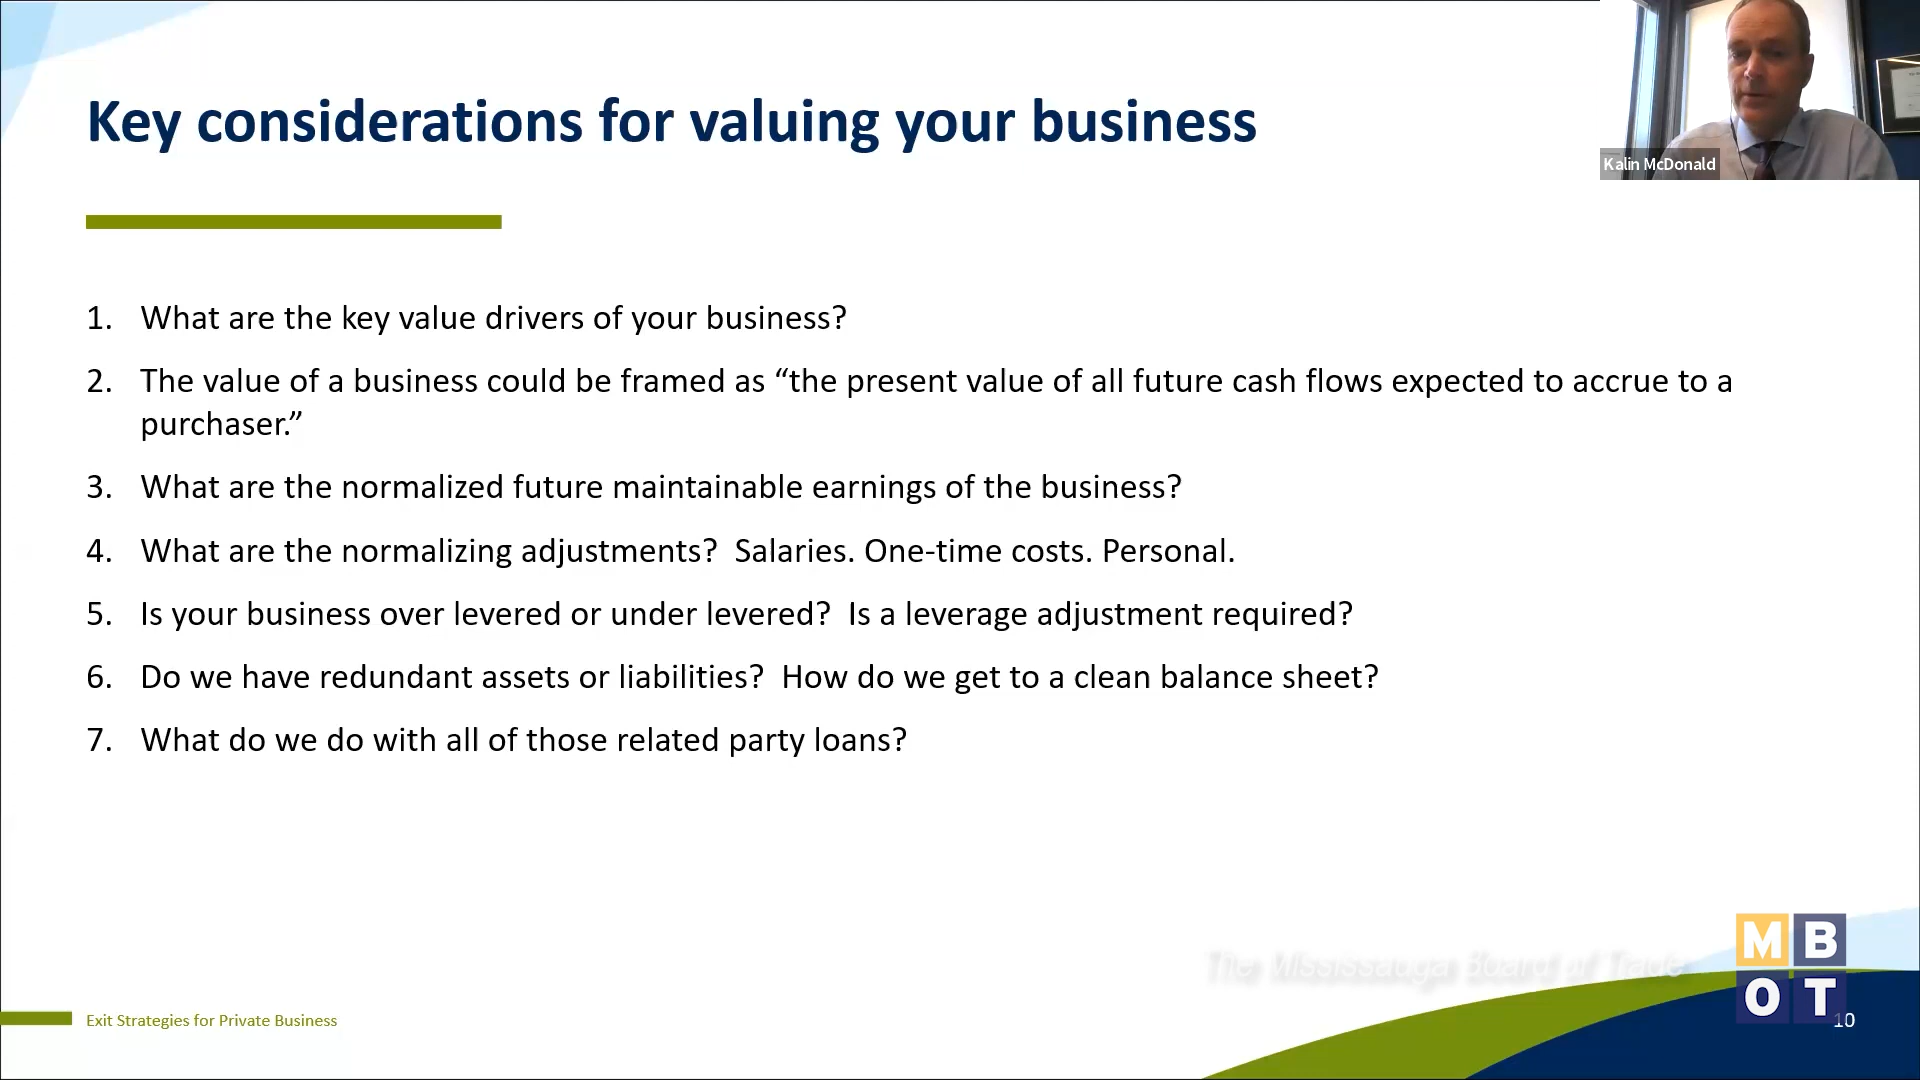 Key considerations for valuing your business
Kalin McDonald
1. What are the key value drivers of your business?
2. The value of a business could be framed as “the present value of all future cash flows expected to accrue to a
purchaser.”
3. What are the normalized future maintainable earnings of the business?
4. What are the normalizing adjustments?  Salaries. One-time costs. Personal.
5. Is your business over levered or under levered?  Is a leverage adjustment required?
6. Do we have redundant assets or liabilities?  How do we get to a clean balance sheet?
7. What do we do with all of those related party loans?
The Mississauga Board of Trade
M B
O T
Exit Strategies for Private Business
10